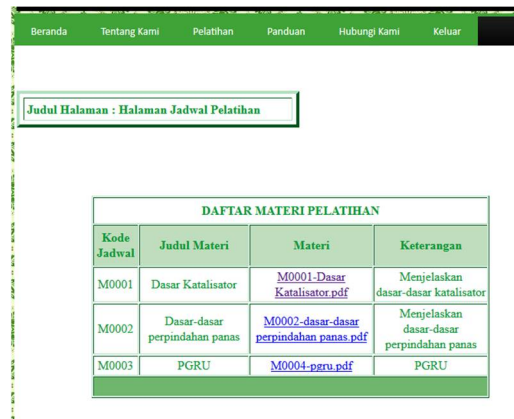 Beranda Tentang Kami Pelatihan Panduan Hubungi Kami Keluar
Judul Halaman : Halaman Jadwal Pelatihan
DAFTAR MATERI PELATIHAN
Kode Jadwal Judul Materi Materi Keterangan
M0001 Dasar Katalisator M0001-Dasar Katalisator.pdf Menjelaskan dasar-dasar katalisator
M0002 Dasar-dasar perpindahan panas M0002-dasar-dasar perpindahan panas.pdf Menjelaskan dasar-dasar perpindahan panas
M0003 PGRU M0004-pgru.pdf PGRU